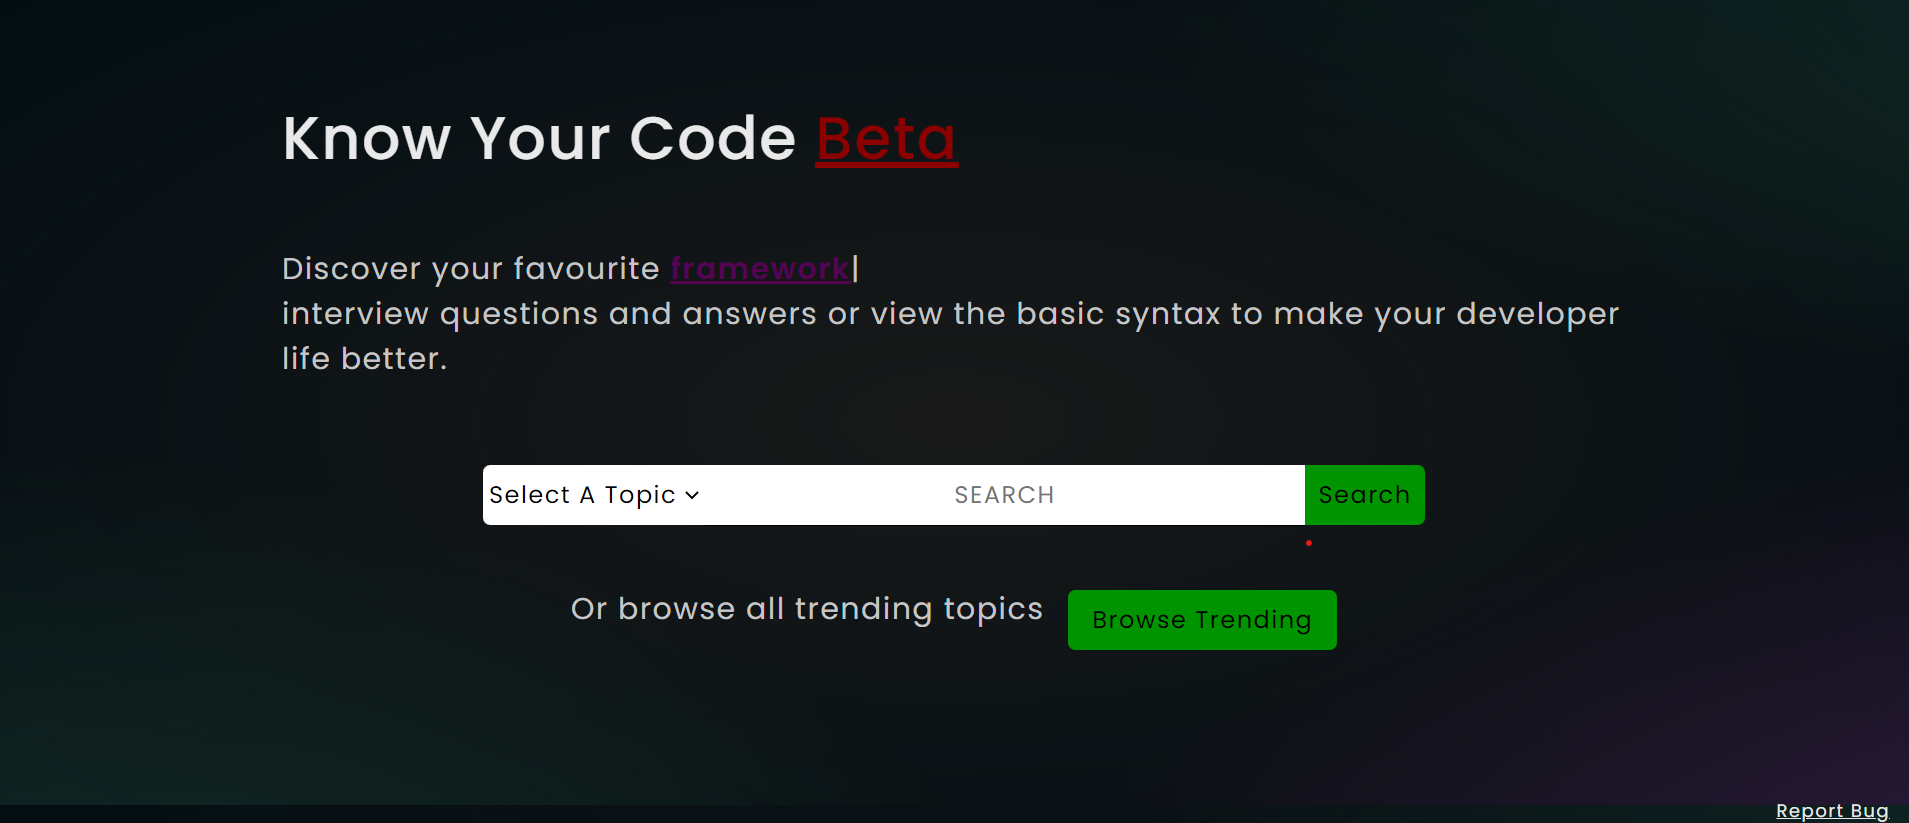 Know Your Code Beta
Discover your favourite framework|
interview questions and answers or view the basic syntax to make your developer
life better.
Select A Topic SEARCH Search
Or browse all trending topics Browse Trending
Report Bug